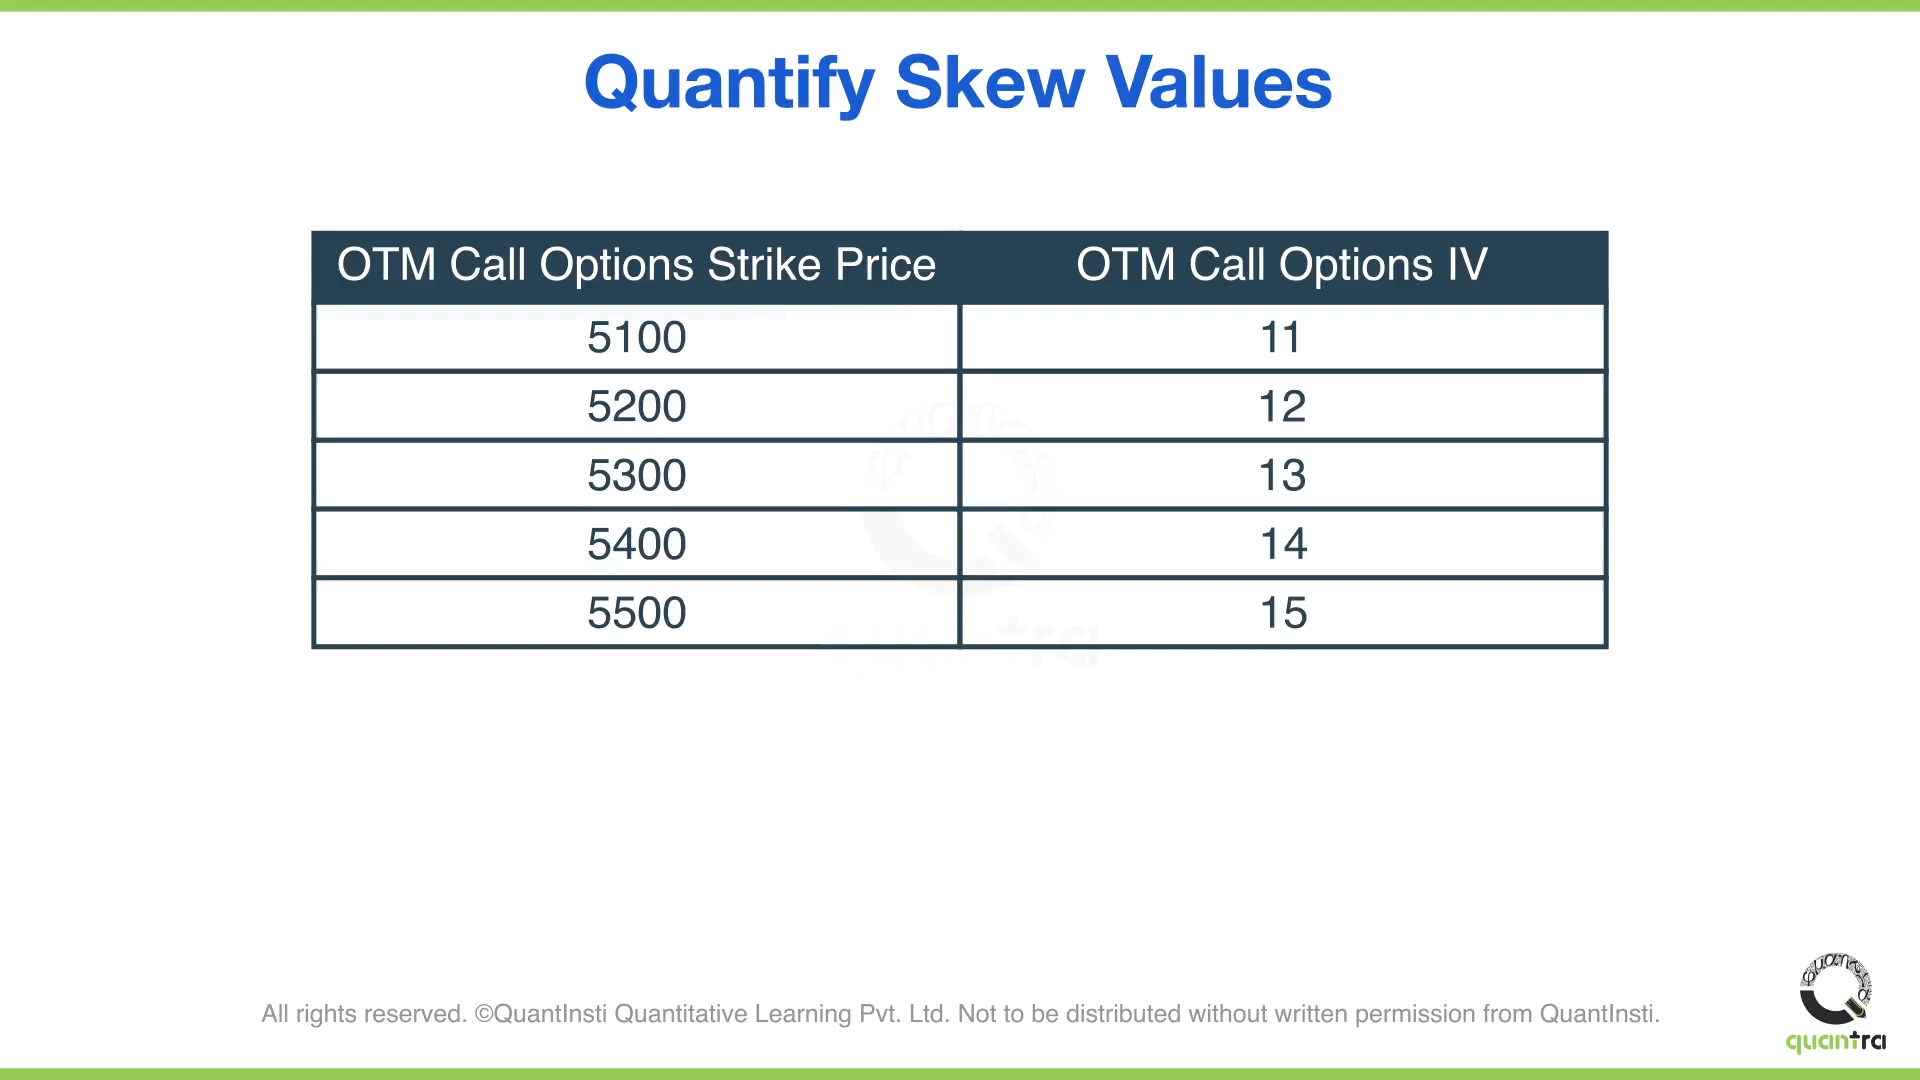 Quantify Skew Values
OTM Call Options Strike Price OTM Call Options IV
5100 11
5200 12
5300 13
5400 14
5500 15
All rights reserved. ©QuantInsti Quantitative Learning Pvt. Ltd. Not to be distributed without written permission from QuantInsti.
quantra